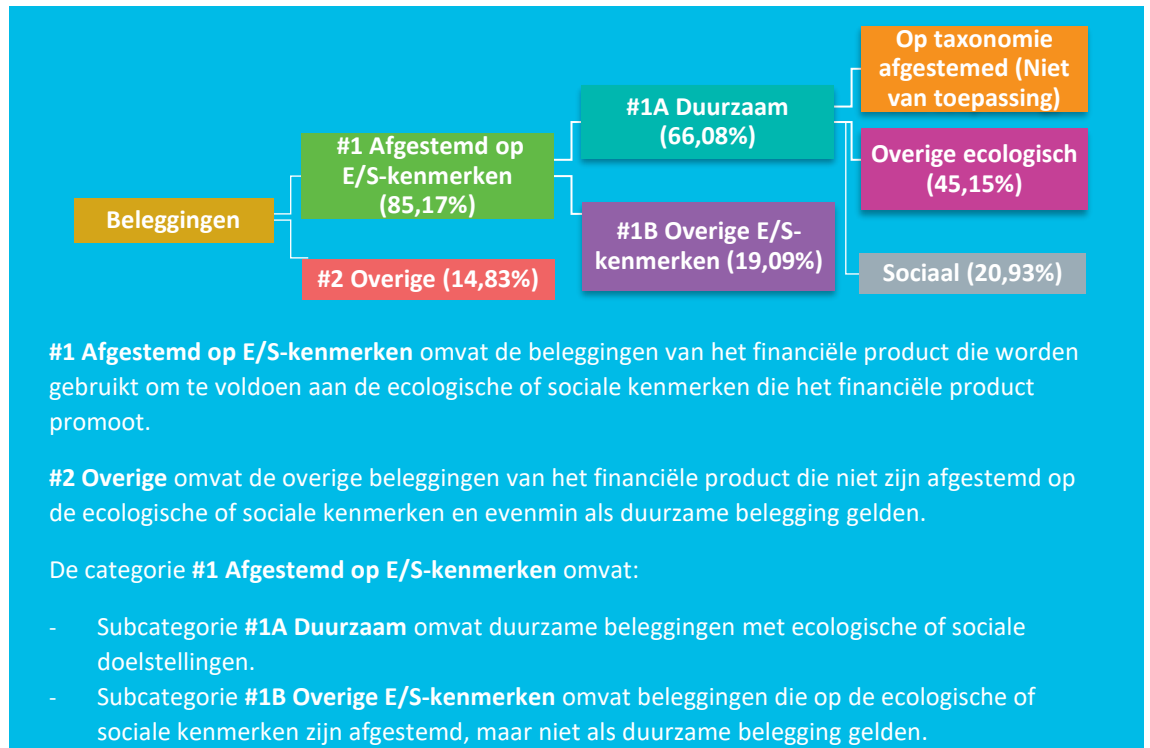 Op taxonomie
afgestemed (Niet
van toepassing)
#1A Duurzaam
(66,08%)
#1 Afgestemd op
E/S-kenmerken
(85,17%)
Overige ecologisch
(45,15%)
Beleggingen
#1B Overige E/S-
kenmerken (19,09%)
#2 Overige (14,83%)
Sociaal (20,93%)
#1 Afgestemd op E/S-kenmerken omvat de beleggingen van het financiële product die worden
gebruikt om te voldoen aan de ecologische of sociale kenmerken die het financiële product
promoot.
#2 Overige omvat de overige beleggingen van het financiële product die niet zijn afgestemd op
de ecologische of sociale kenmerken en evenmin als duurzame belegging gelden.
De categorie #1 Afgestemd op E/S-kenmerken omvat:
- Subcategorie #1A Duurzaam omvat duurzame beleggingen met ecologische of sociale
doelstellingen.
- Subcategorie #1B Overige E/S-kenmerken omvat beleggingen die op de ecologische of
sociale kenmerken zijn afgestemd, maar niet als duurzame belegging gelden.